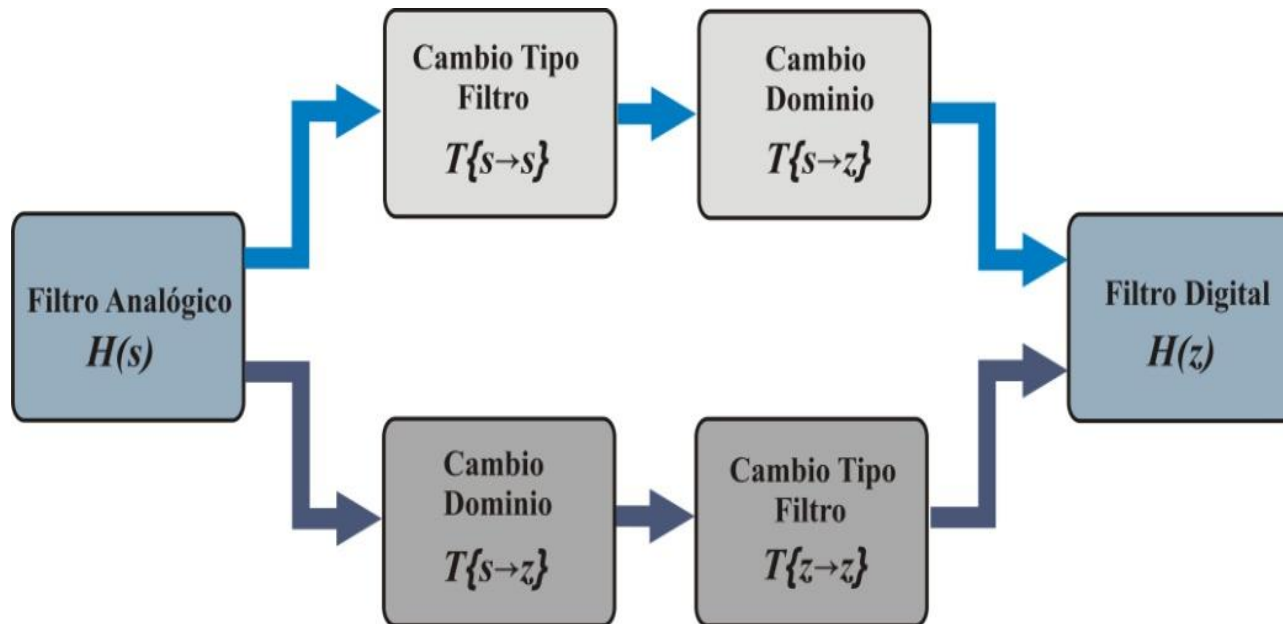 Cambio Tipo
Filtro
T{s→s}
Cambio
Dominio
T{s→z}
Filtro Analógico
H(s)
Filtro Digital
H(z)
Cambio
Dominio
T{s→z}
Cambio Tipo
Filtro
T{z→z}